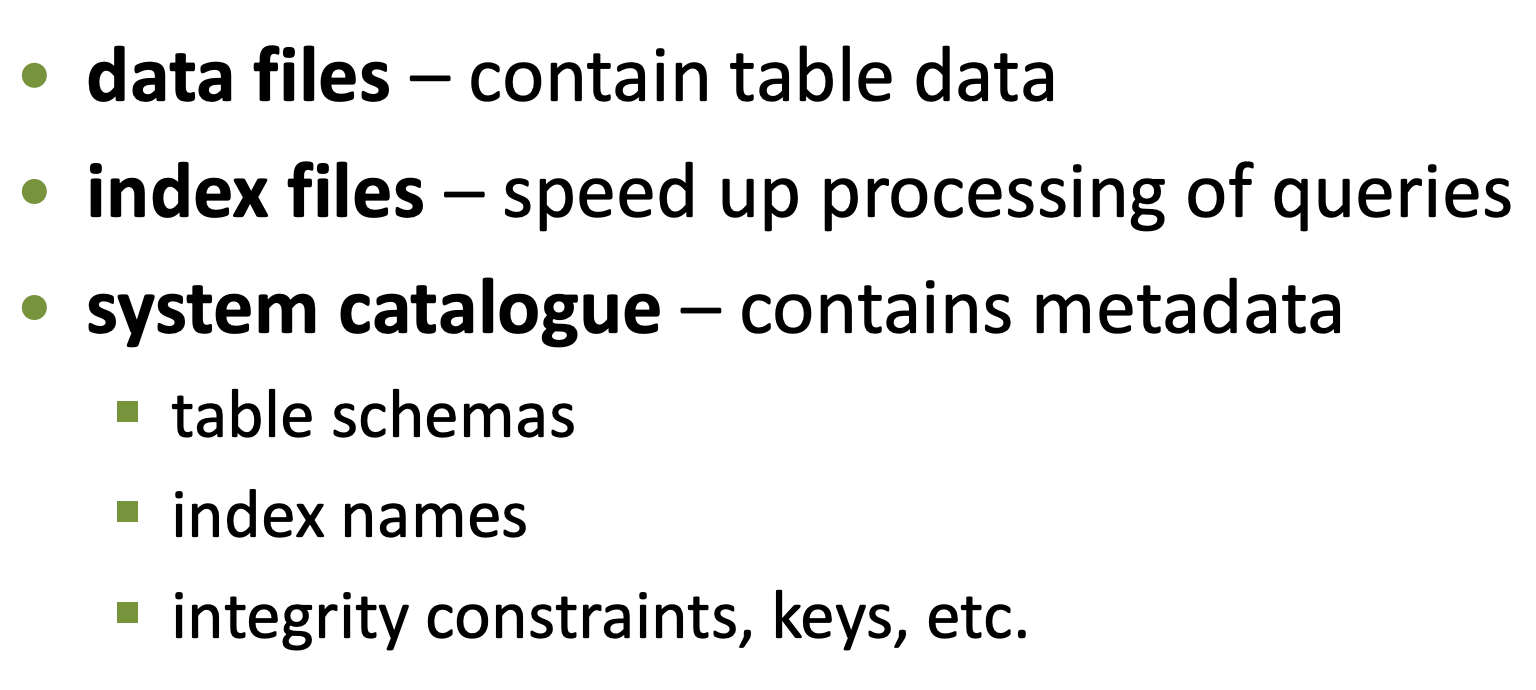 • data files – contain table data
• index files – speed up processing of queries
• system catalogue – contains metadata
▪ table schemas
▪ index names
▪ integrity constraints, keys, etc.